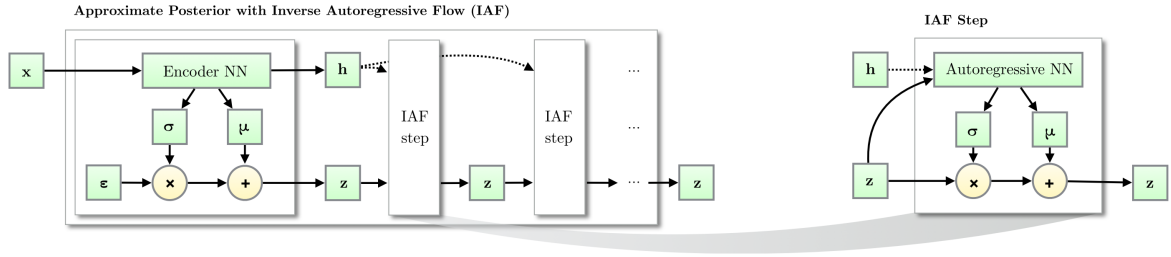 Approximate Posterior with Inverse Autoregressive Flow (IAF)
x
Encoder NN
h
σ
μ
ε
×
+
z
IAF
step
z
IAF
step
...
...
...
z
IAF Step
h
Autoregressive NN
σ
μ
z
×
+
z